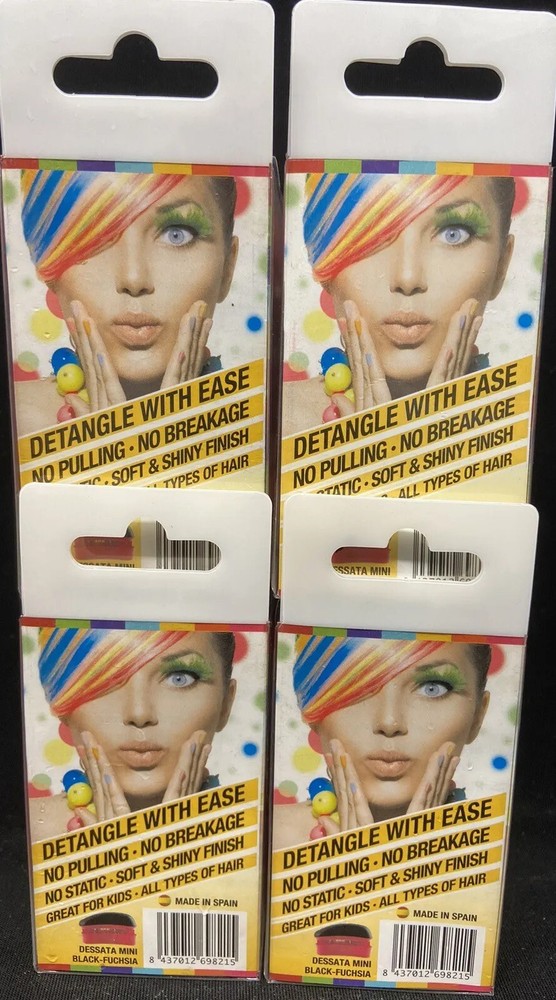 DETANGLE WITH EASE
NO PULLING · NO BREAKAGE
STATIC · SOFT & SHINY FINISH
ALL TYPES OF HAIR
DETANGLE WITH EASE
NO PULLING · NO BREAKAGE
STATIC · SOFT & SHINY FINISH
· ALL TYPES OF HAIR
DESSATA MINI
ESSATA MINI
DETANGLE WITH EASE
NO PULLING · NO BREAKAGE
NO STATIC · SOFT & SHINY FINISH
GREAT FOR KIDS · ALL TYPES OF HAIR
MADE IN SPAIN
DESSATA MINI
BLACK-FUCHSIA
8 437012 698215
DETANGLE WITH EASE
NO PULLING · NO BREAKAGE
NO STATIC · SOFT & SHINY FINISH
GREAT FOR KIDS · ALL TYPES OF HAIR
MADE IN SPAIN
DESSATA MINI
BLACK-FUCHSIA
8 437012 698215